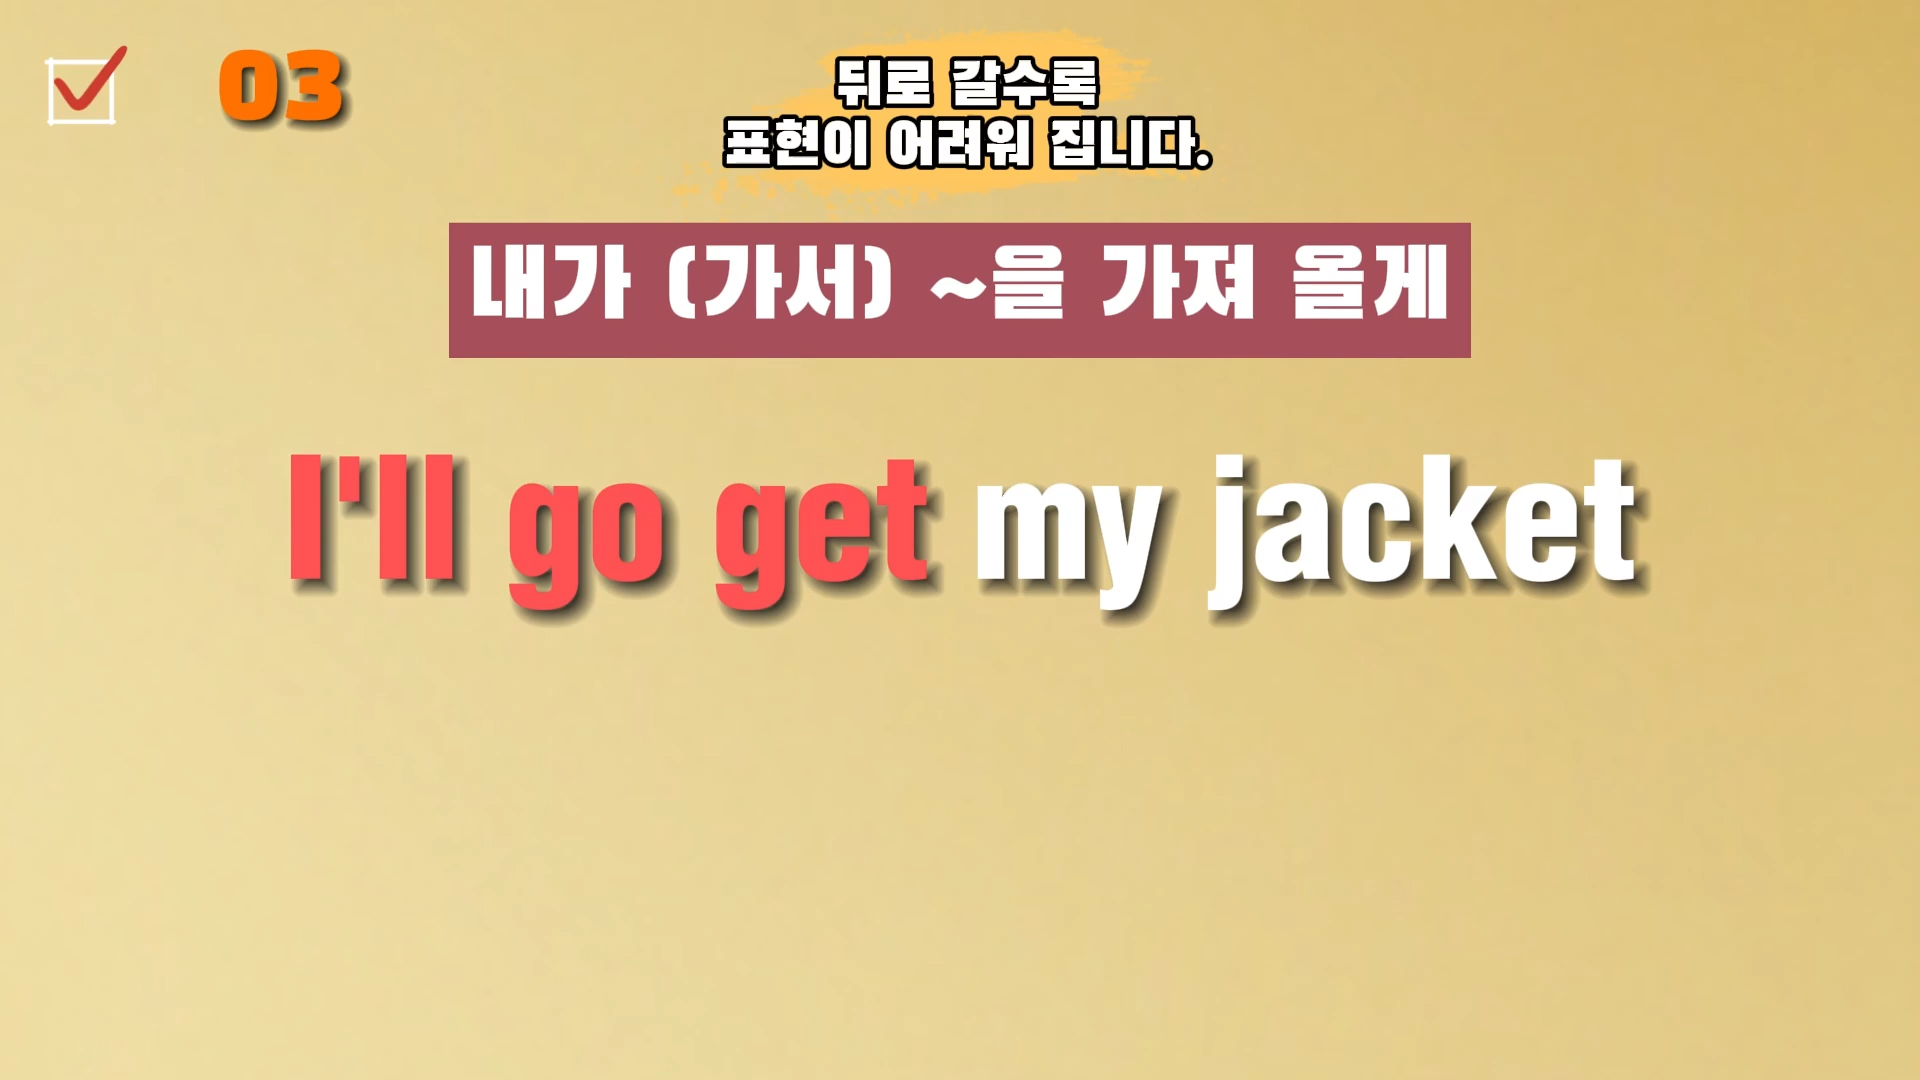 03
뒤로 갈수록
표현이 어려워 집니다.
내가 (가서) ~을 가져 올게
I'll go get my jacket